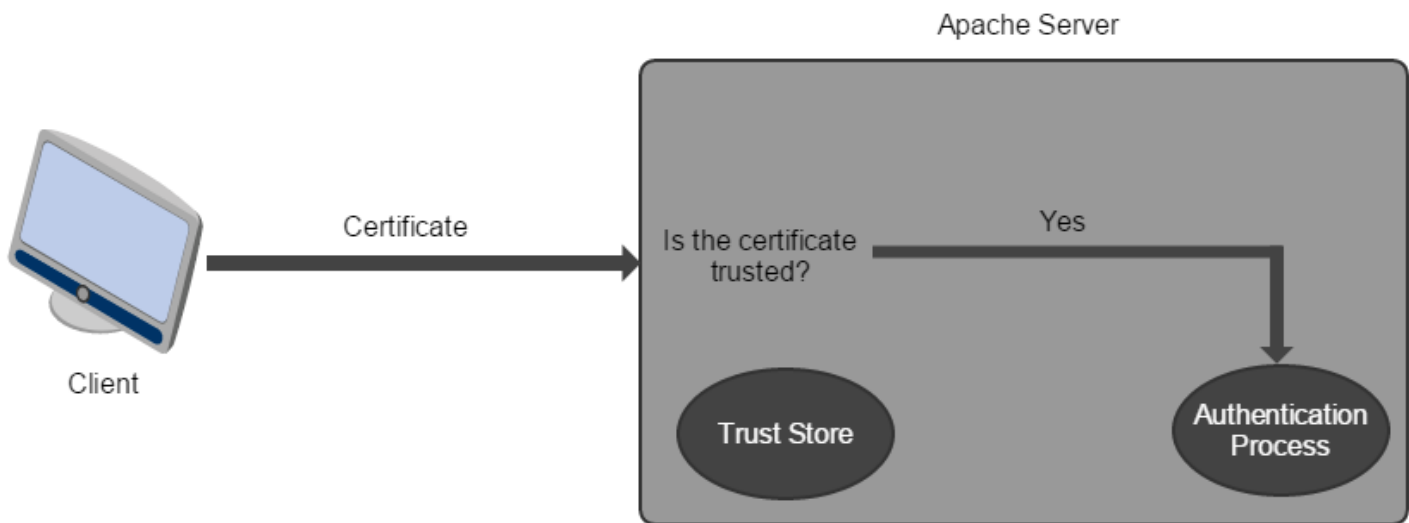 Apache Server
Certificate
Client
Is the certificate
trusted?
Yes
Trust Store
Authentication
Process